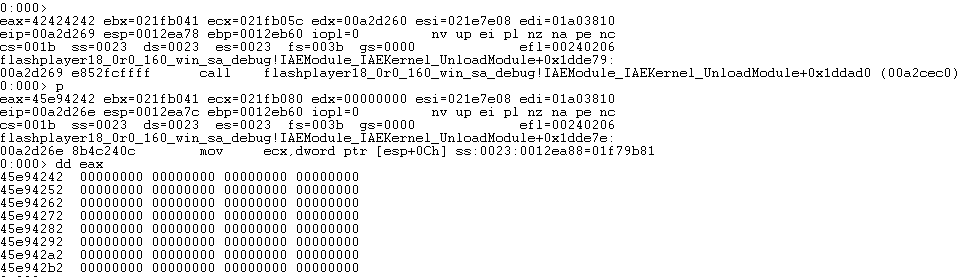 0:000>
eax=42424242 ebx=021fb041 ecx=021fb05c edx=00a2d260 esi=021e7e08 edi=01a03810
eip=00a2d269 esp=0012ea78 ebp=0012eb60 iopl=0         nv up ei pl nz na pe nc
cs=001b  ss=0023  ds=0023  es=0023  fs=003b  gs=0000             efl=00240206
flashplayer18_0r0_160_win_sa_debug!IAEModule_IAEKernel_UnloadModule+0x1dde79:
00a2d269 e852fcffff      call    flashplayer18_0r0_160_win_sa_debug!IAEModule_IAEKernel_UnloadModule+0x1ddad0 (00a2cec0)
0:000> p
eax=45e94242 ebx=021fb041 ecx=021fb080 edx=00000000 esi=021e7e08 edi=01a03810
eip=00a2d26e esp=0012ea7c ebp=0012eb60 iopl=0         nv up ei pl nz na pe nc
cs=001b  ss=0023  ds=0023  es=0023  fs=003b  gs=0000             efl=00240206
flashplayer18_0r0_160_win_sa_debug!IAEModule_IAEKernel_UnloadModule+0x1dde7e:
00a2d26e 8b4c240c        mov     ecx,dword ptr [esp+0Ch] ss:0023:0012ea88=01f79b81
0:000> dd eax
45e94242  00000000 00000000 00000000 00000000
45e94252  00000000 00000000 00000000 00000000
45e94262  00000000 00000000 00000000 00000000
45e94272  00000000 00000000 00000000 00000000
45e94282  00000000 00000000 00000000 00000000
45e94292  00000000 00000000 00000000 00000000
45e942a2  00000000 00000000 00000000 00000000
45e942b2  00000000 00000000 00000000 00000000